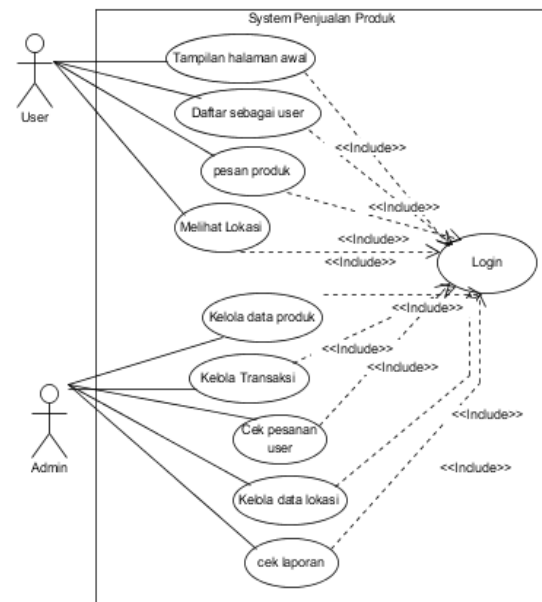 System Penjualan Produk
Tampilan halaman awal
User
Daftar sebagai user
<<Include>>
pesan produk
<<Include>>
Melihat Lokasi
<<Include>>
<<Include>>
Login
Kelola data produk
<<Include>>
<<Include>>
Kelola Transaksi
<<Include>>
Cek pesanan
user
Admin
<<Include>>
Kelola data lokasi
<<Include>>
cek laporan